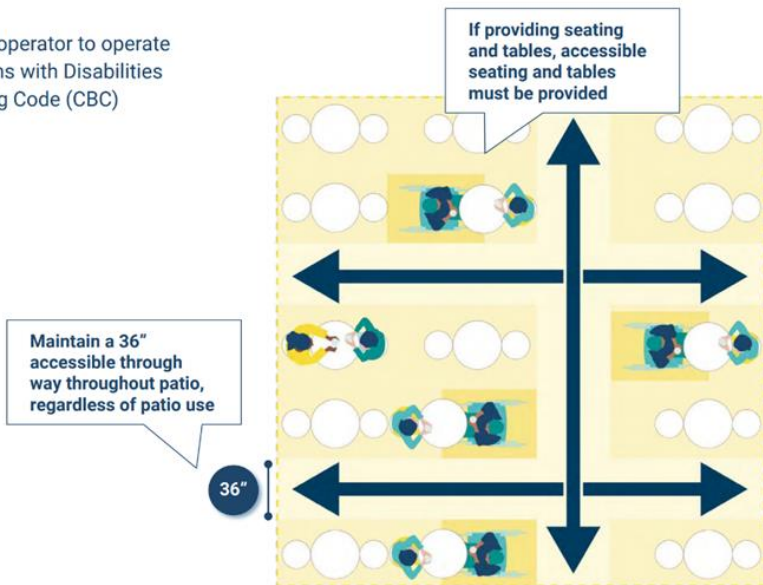 operator to operate
ns with Disabilities
g Code (CBC)
If providing seating
and tables, accessible
seating and tables
must be provided
Maintain a 36"
accessible through
way throughout patio,
regardless of patio use
36"